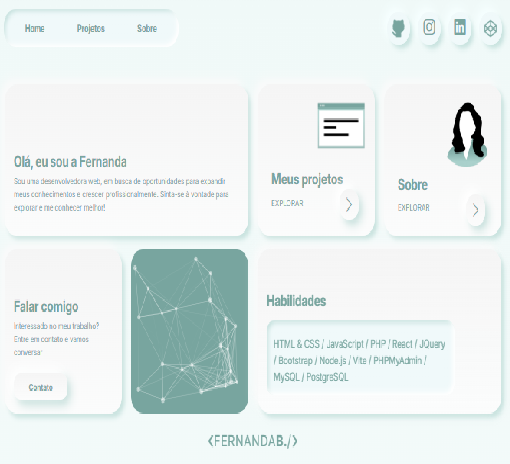 Home Projetos Sobre
Olá, eu sou a Fernanda
Sou uma desenvolvedora web, em busca de oportunidades para expandir
meus conhecimentos e crescer profissionalmente. Sinta-se à vontade para
explorar e me conhecer melhor!
Meus projetos
EXPLORAR
Sobre
EXPLORAR
Falar comigo
Interessado no meu trabalho?
Entre em contato e vamos
conversar
Contato
Habilidades
HTML & CSS / JavaScript / PHP / React / JQuery
/ Bootstrap / Node.js / Vite / PHPMyAdmin /
MySQL / PostgreSQL
<FERNANDAB./>